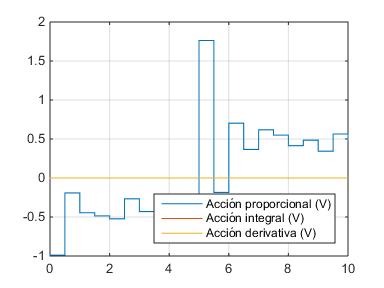 2
1.5
1
0.5
0
-0.5
-1
Acción proporcional (V)
Acción integral (V)
Acción derivativa (V)
0 2 4 6 8 10